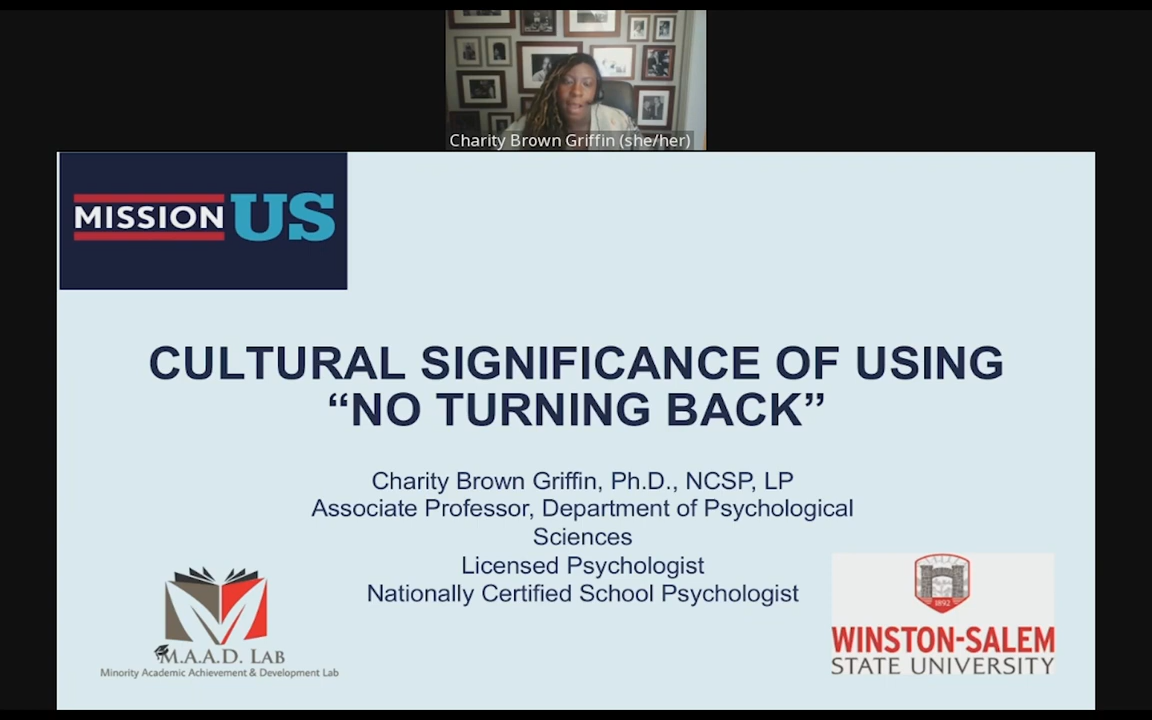 Charity Brown Griffin (she/her)
MISSION US
CULTURAL SIGNIFICANCE OF USING
“NO TURNING BACK”
Charity Brown Griffin, Ph.D., NCSP, LP
Associate Professor, Department of Psychological
Sciences
Licensed Psychologist
Nationally Certified School Psychologist
M.A.A.D. LAB
Minority Academic Achievement & Development Lab
1892
WINSTON-SALEM
STATE UNIVERSITY